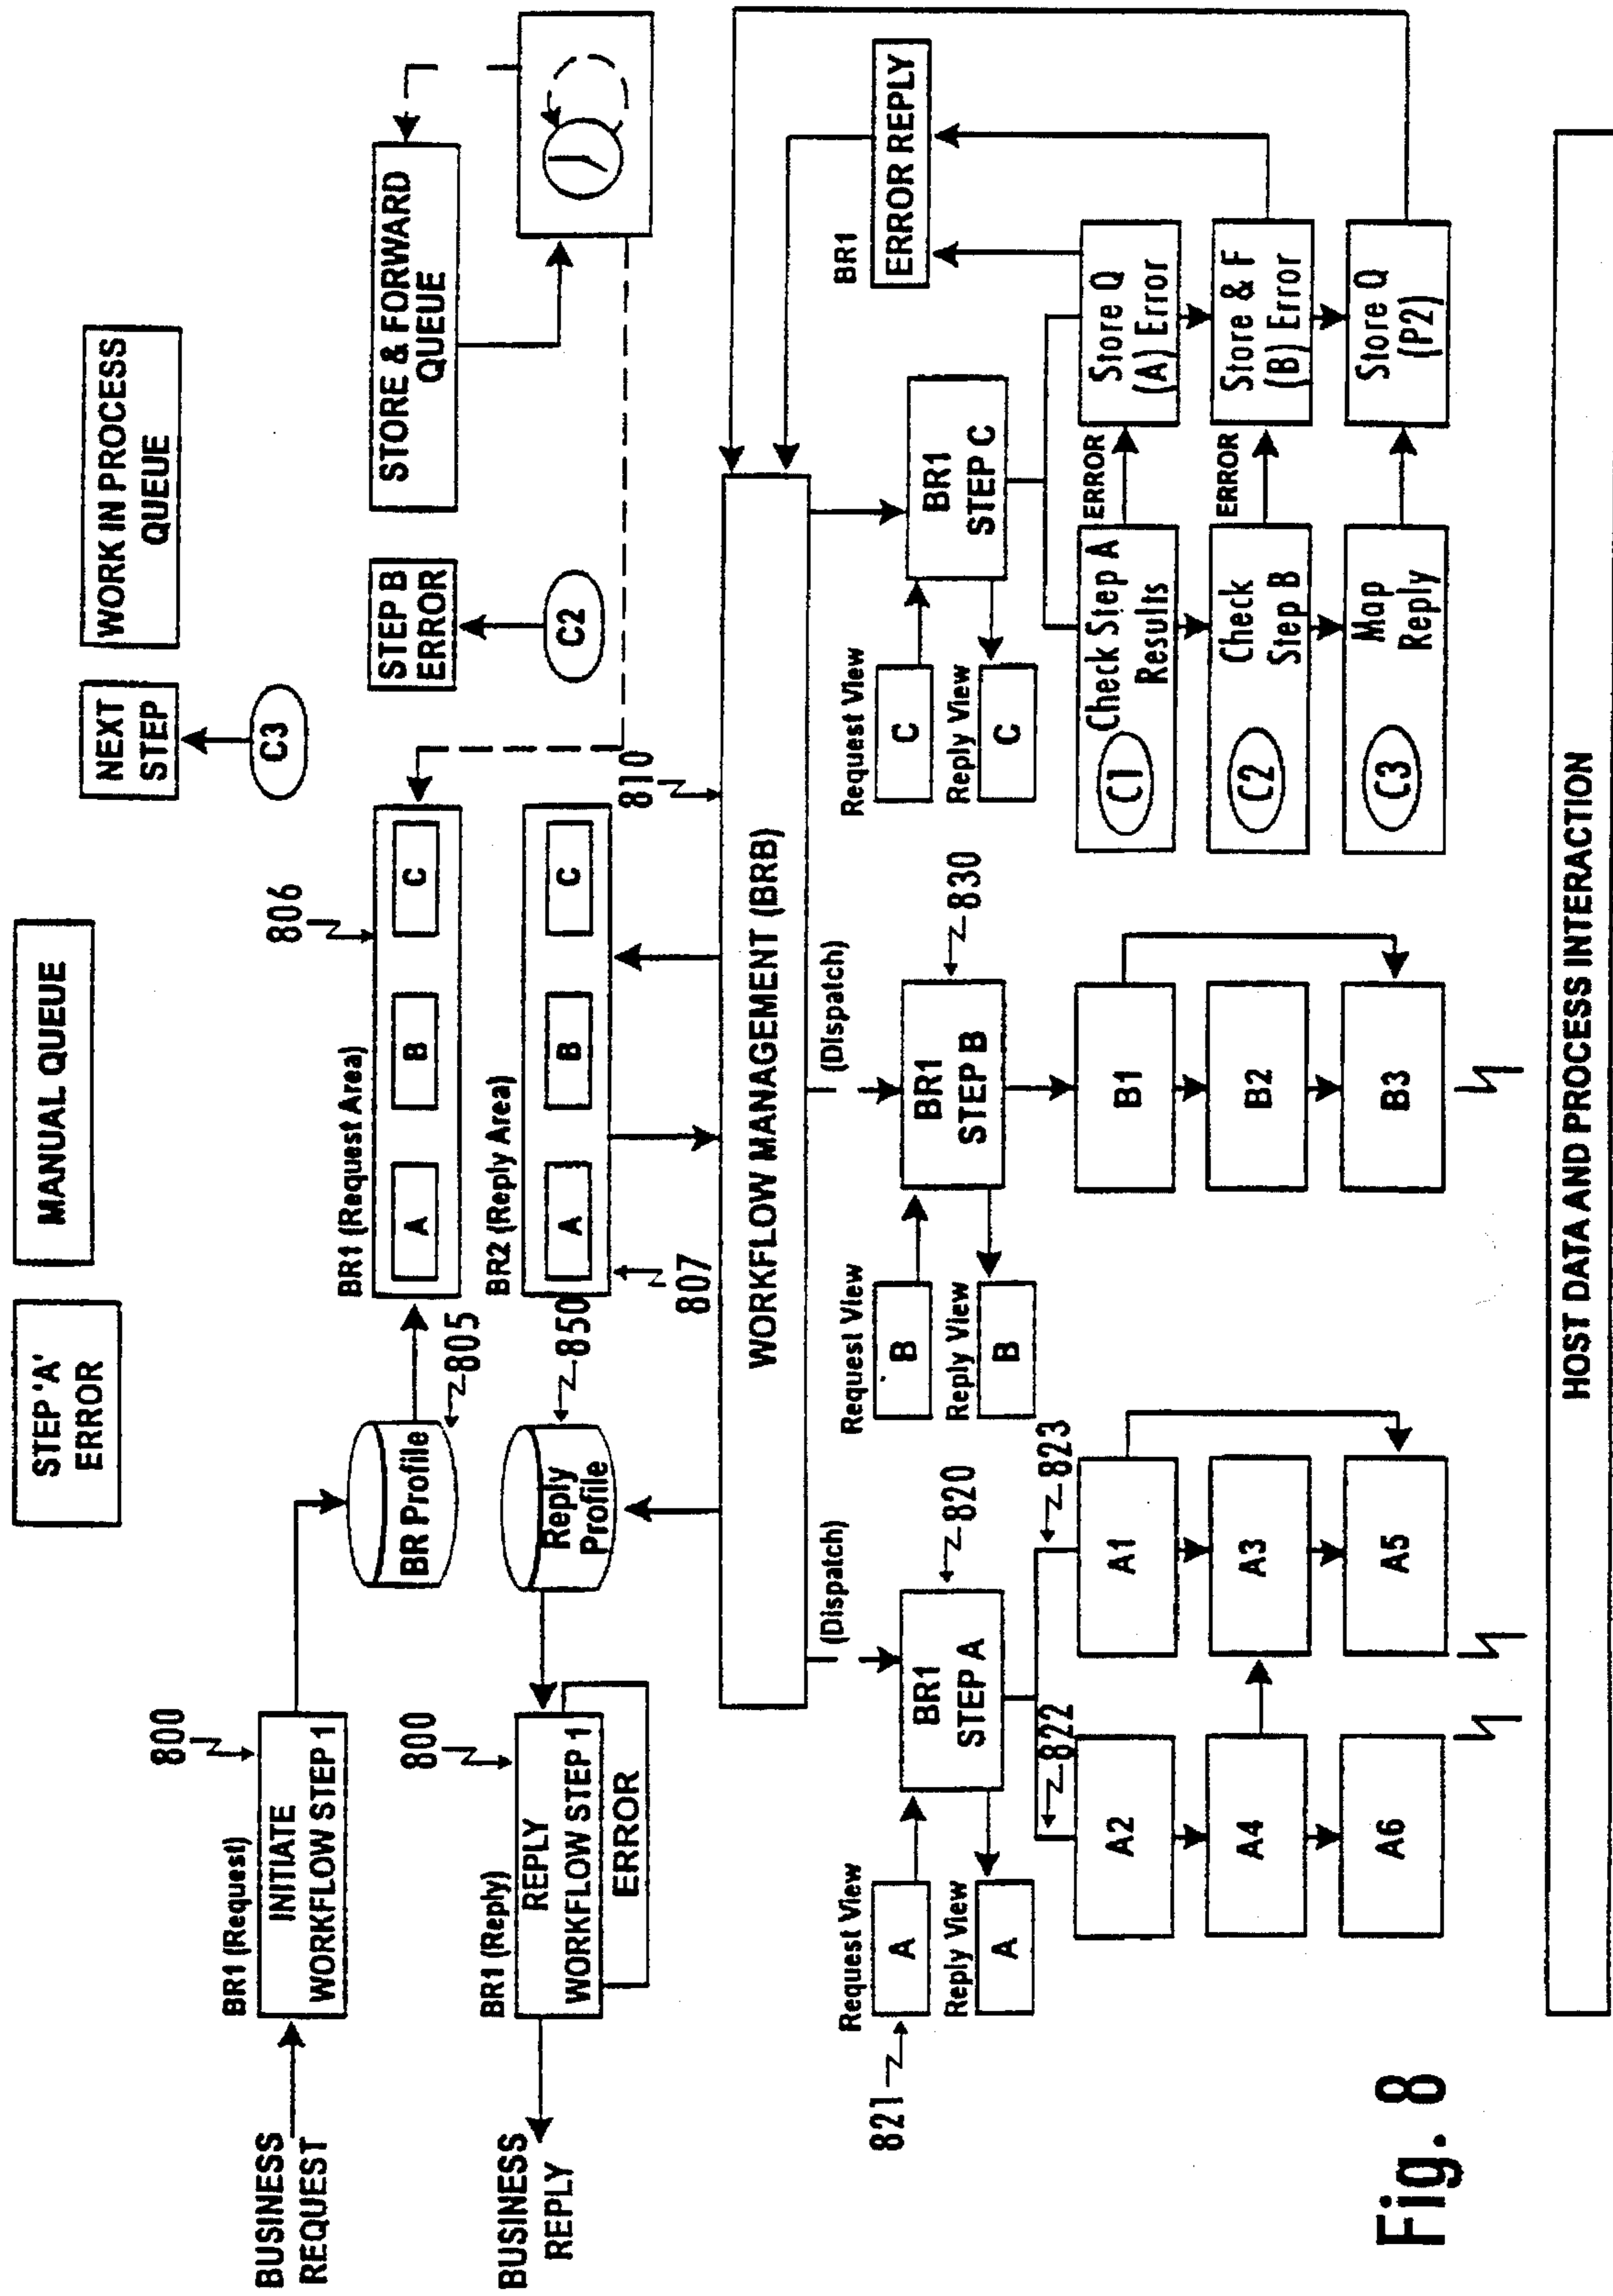 STEP 'A'
ERROR
MANUAL QUEUE
NEXT
STEP
C3
WORK IN PROCESS
QUEUE
BUSINESS
REQUEST
BR1 (Request)
800
INITIATE
WORKFLOW STEP 1
BR Profile
805
BR1 (Request Area)
806
A
B
C
STEP B
ERROR
C2
STORE & FORWARD
QUEUE
BUSINESS
REPLY
BR1 (Reply)
800
REPLY
WORKFLOW STEP 1
ERROR
Reply
Profile
850
BR2 (Reply Area)
A
B
C
807
810
WORKFLOW MANAGEMENT (BRB)
(Dispatch)
(Dispatch)
BR1
ERROR REPLY
821
Request View
A
Reply View
A
BR1
STEP A
820
Request View
B
Reply View
B
BR1
STEP B
830
Request View
C
Reply View
C
BR1
STEP C
822
823
A2
A1
B1
C1
Check Step A
Results
ERROR
Store Q
(A) Error
A4
A3
B2
C2
Check
Step B
ERROR
Store & F
(B) Error
A6
A5
B3
C3
Map
Reply
Store Q
(P2)
HOST DATA AND PROCESS INTERACTION
Fig. 8